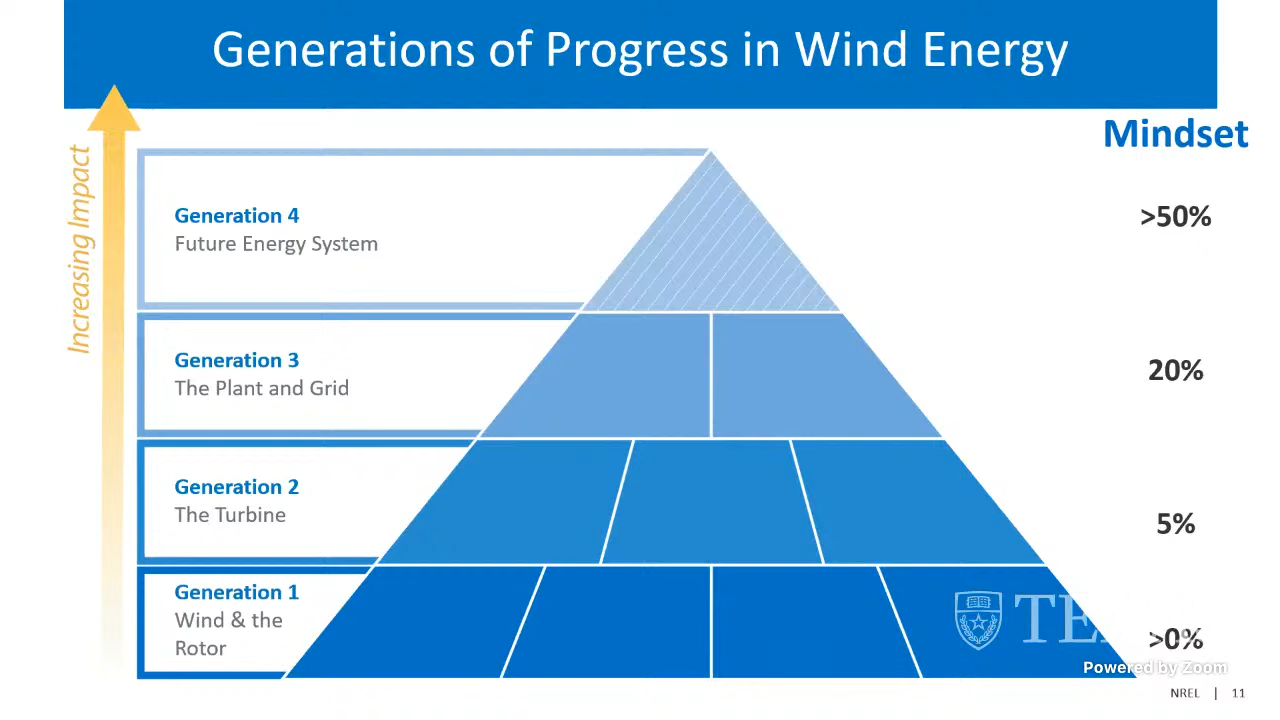 Generations of Progress in Wind Energy
Mindset
Increasing Impact
Generation 4
Future Energy System
>50%
Generation 3
The Plant and Grid
20%
Generation 2
The Turbine
5%
Generation 1
Wind & the
Rotor
>0%
Powered by Zoom
NREL | 11